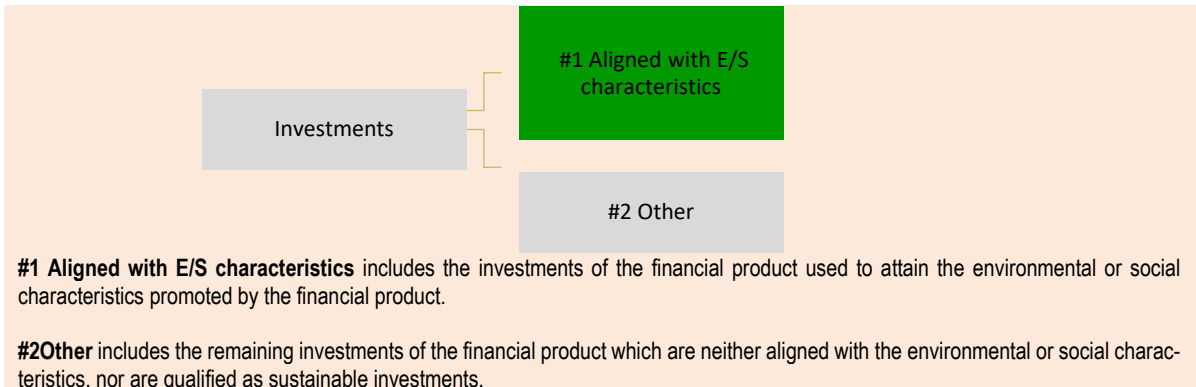 #1 Aligned with E/S
characteristics
Investments
#2 Other
#1 Aligned with E/S characteristics includes the investments of the financial product used to attain the environmental or social
characteristics promoted by the financial product.
#2Other includes the remaining investments of the financial product which are neither aligned with the environmental or social charac-
teristics, nor are qualified as sustainable investments.